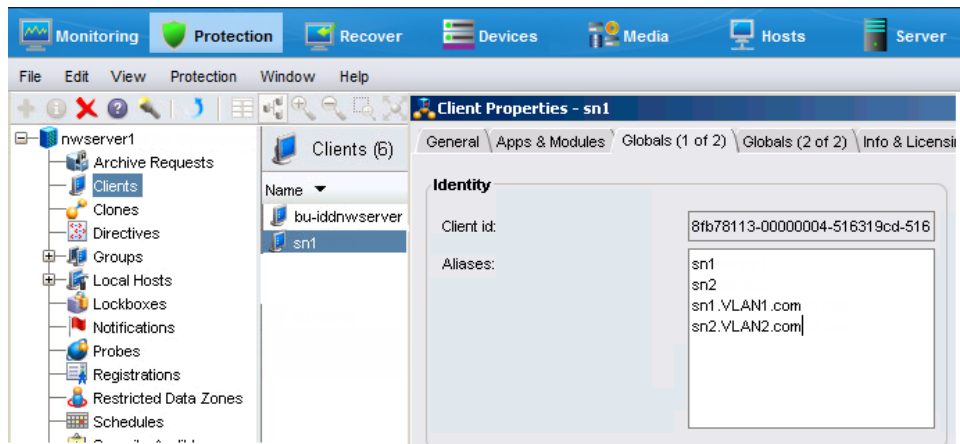 Monitoring Protection Recover Devices Media Hosts Server
File Edit View Protection Window Help
Client Properties - sn1
General Apps & Modules Globals (1 of 2) Globals (2 of 2) Info & Licensi
nwserver1
Archive Requests
Clients
Clones
Directives
Groups
Local Hosts
Lockboxes
Notifications
Probes
Registrations
Restricted Data Zones
Schedules
Clients (6)
Name
bu-iddnwserver
sn1
Identity
Client id: 8fb78113-00000004-516319cd-516
Aliases:
sn1
sn2
sn1.VLAN1.com
sn2.VLAN2.com